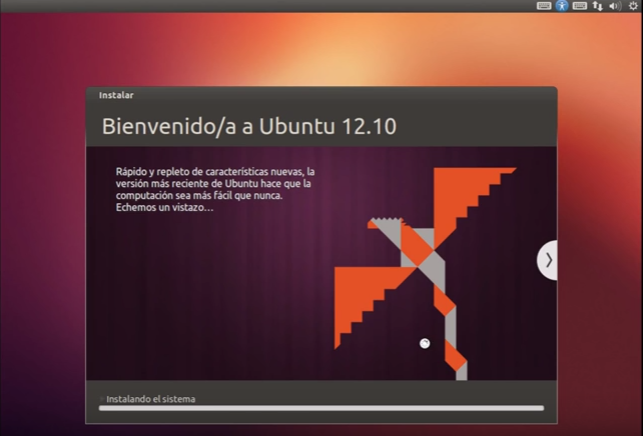 Instalar
Bienvenido/a a Ubuntu 12.10
Rápido y repleto de características nuevas, la
versión más reciente de Ubuntu hace que la
computación sea más fácil que nunca.
Echemos un vistazo...
Instalando el sistema